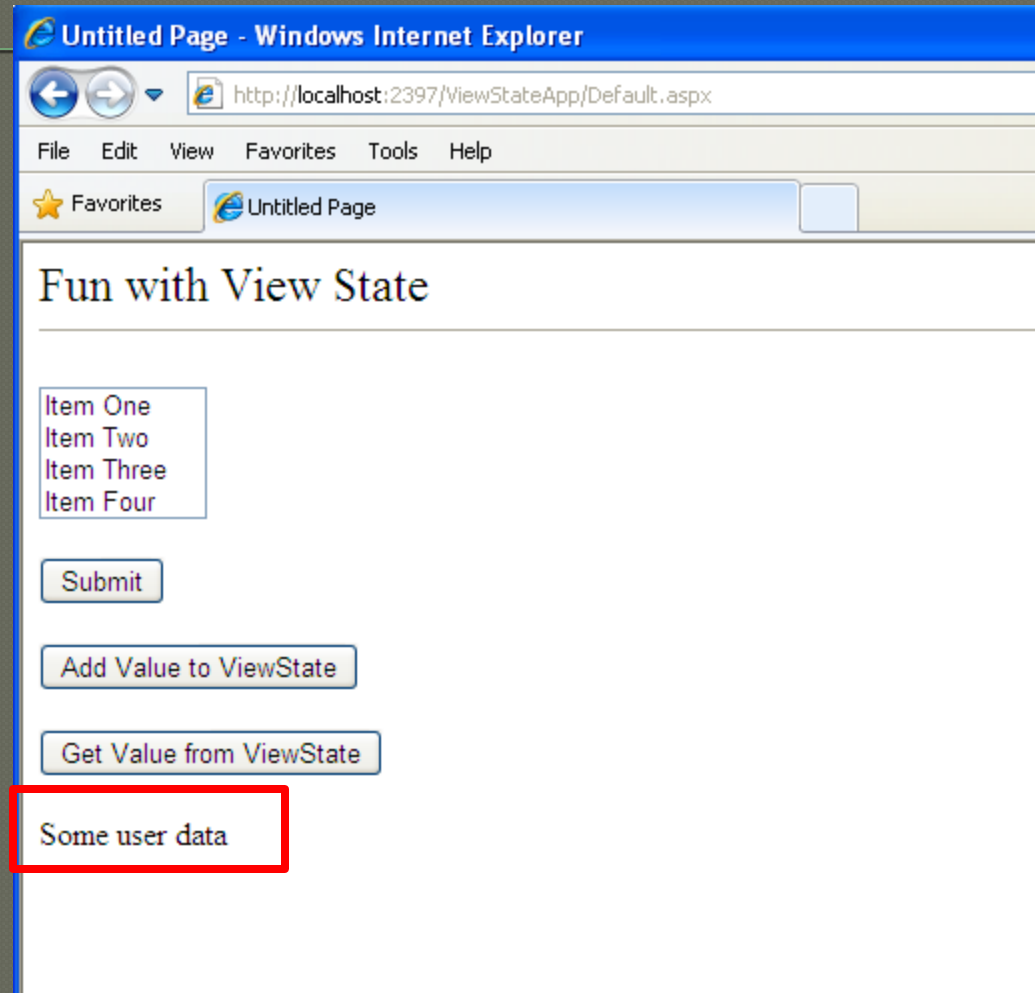 Untitled Page - Windows Internet Explorer
http://localhost:2397/ViewStateApp/Default.aspx
File Edit View Favorites Tools Help
Favorites Untitled Page
Fun with View State
Item One
Item Two
Item Three
Item Four
Submit
Add Value to ViewState
Get Value from ViewState
Some user data